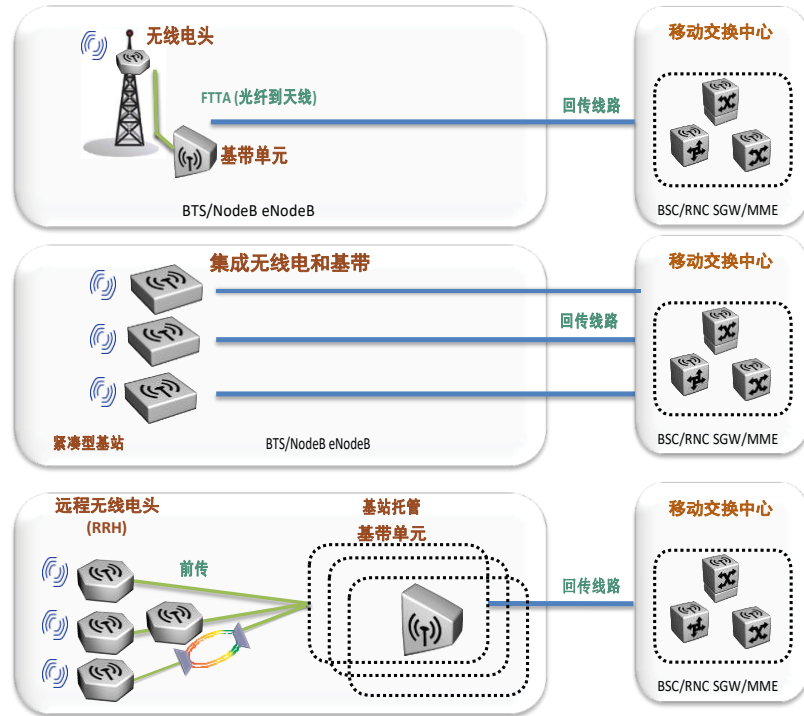 无线电头
移动交换中心
FTTA (光纤到天线)
回传线路
基带单元
BTS/NodeB eNodeB
BSC/RNC SGW/MME
集成无线电和基带
移动交换中心
回传线路
紧凑型基站
BTS/NodeB eNodeB
BSC/RNC SGW/MME
远程无线电头
(RRH)
基站托管
基带单元
移动交换中心
前传
回传线路
BSC/RNC SGW/MME